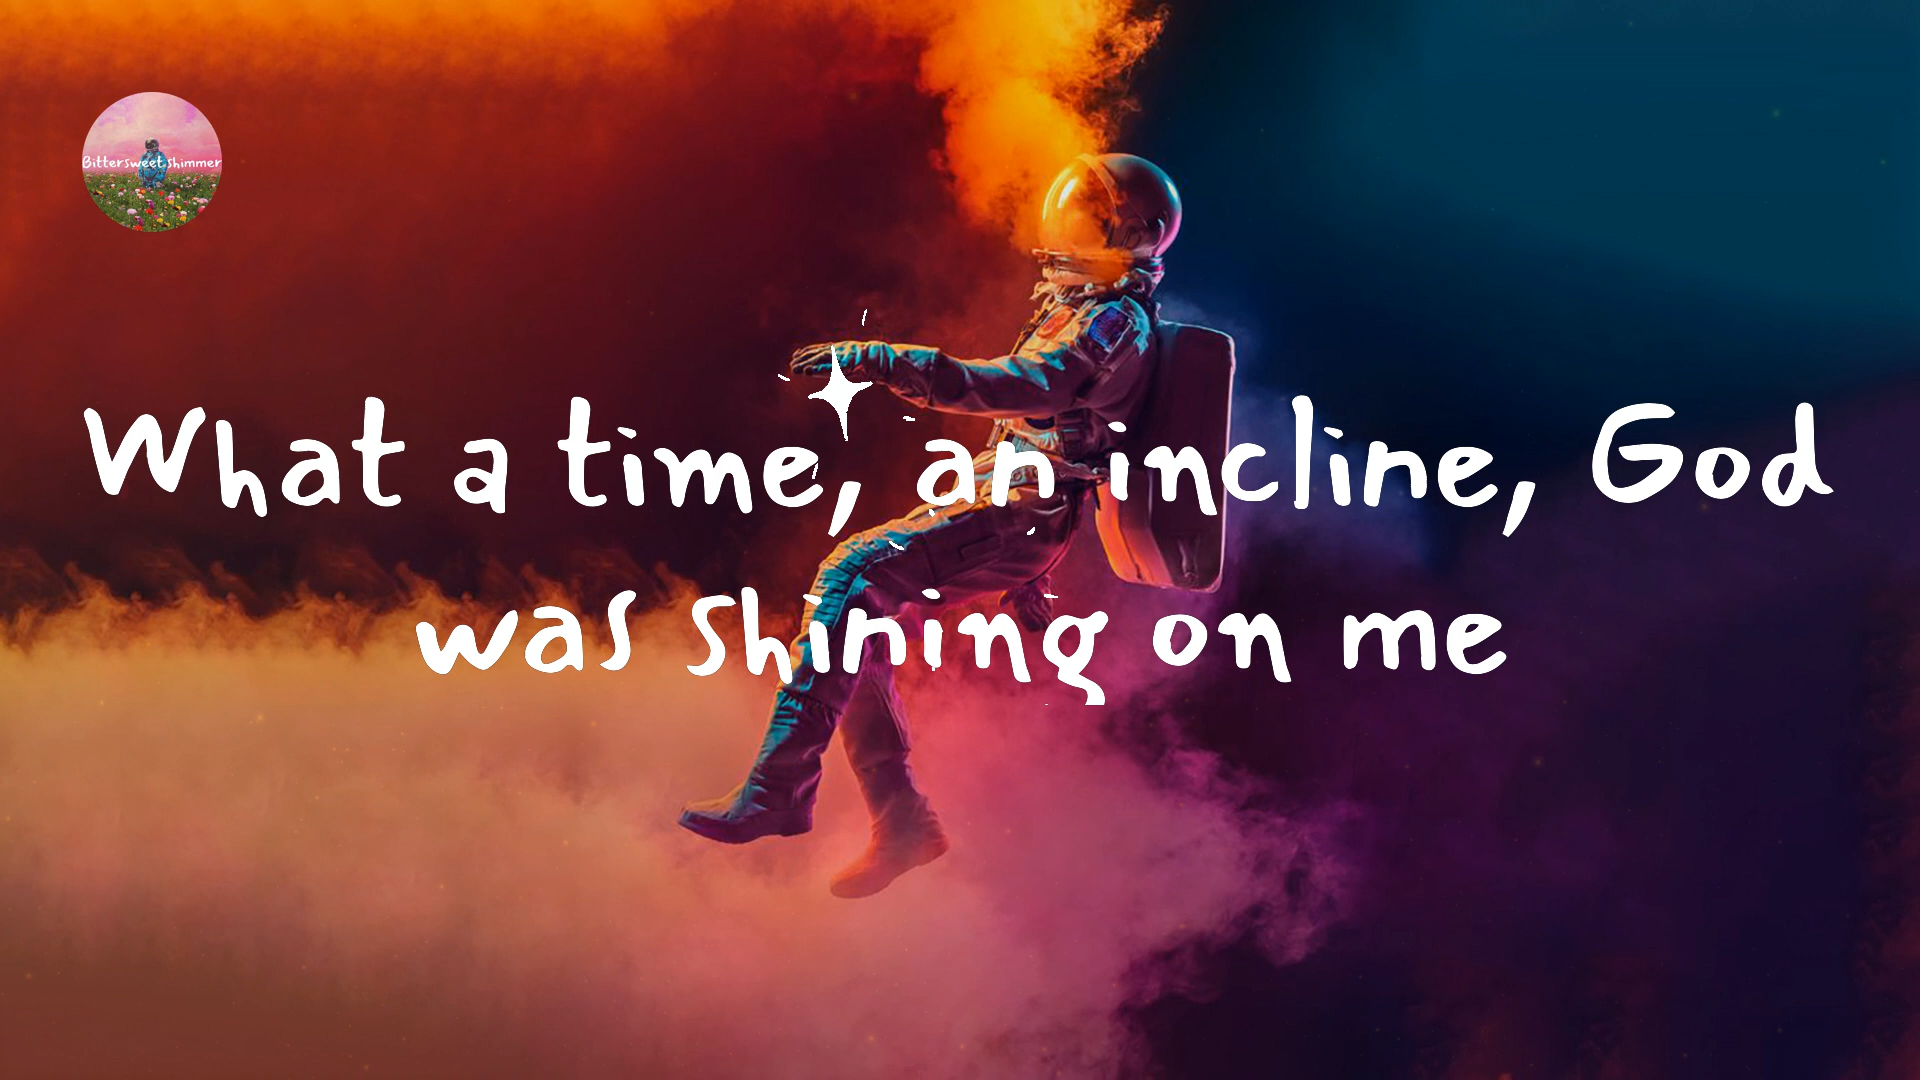 Bittersweet shimmer
What a time, an incline, God
was shining on me